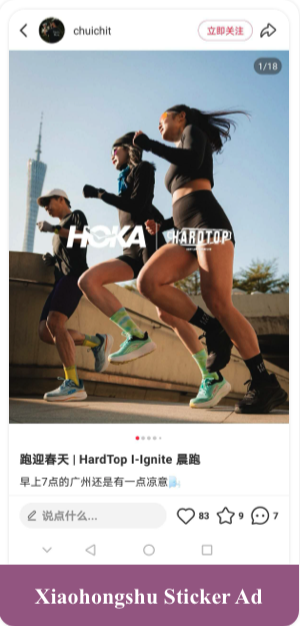 chuichit
立即关注
1/18
HOKA
HARDTOP
跑迎春天 | HardTop I-Ignite 晨跑
早上7点的广州还是有一点凉意
说点什么...
83
9
7
Xiaohongshu Sticker Ad